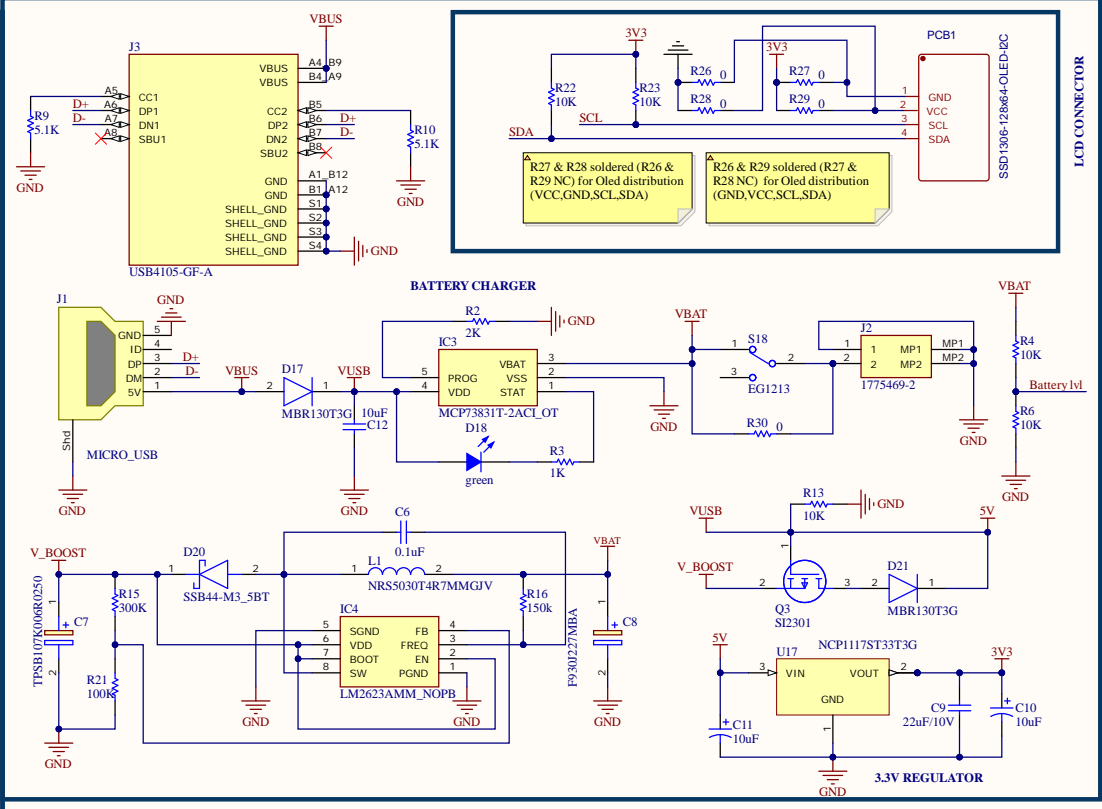 VBUS
J3
VBUS
VBUS
A4
B9
B4
A9
A5
CC1
A6
DP1
D+
A7
DN1
D-
A8
SBU1
CC2
B5
DP2
B6
D+
DN2
B7
D-
SBU2
B8
R9
5.1K
GND
R10
5.1K
GND
GND
A1_B12
GND
B1
A12
SHELL_GND
S1
SHELL_GND
S2
SHELL_GND
S3
SHELL_GND
S4
GND
USB4105-GF-A
3V3
R22
10K
R23
10K
SCL
SDA
R26
0
R28
0
3V3
R27
0
R29
0
PCB1
1
GND
2
VCC
3
SCL
4
SDA
SSD1306-128x64-OLED-I2C
LCD CONNECTOR
R27 & R28 soldered (R26 &
R29 NC) for Oled distribution
(VCC,GND,SCL,SDA)
R26 & R29 soldered (R27 &
R28 NC) for Oled distribution
(GND,VCC,SCL,SDA)
BATTERY CHARGER
J1
GND
GND
5
ID
4
DP
3
D+
DM
2
D-
5V
1
Shd
MICRO_USB
GND
VBUS
2
D17
1
MBR130T3G
VUSB
10uF
C12
GND
R2
2K
GND
IC3
5
PROG
4
VDD
VBAT
3
VSS
2
STAT
1
MCP73831T-2ACI_OT
D18
green
R3
1K
GND
VBAT
1
S18
2
3
EG1213
R30
0
J2
1
1
2
2
MP1
MP1
MP2
MP2
1775469-2
GND
VBAT
R4
10K
Battery lvl
R6
10K
GND
V_BOOST
TPSB107K006R0250
1
C7
2
GND
R15
300K
R21
100K
D20
1
2
SSB44-M3_5BT
C6
0.1uF
L1
1
2
NRS5030T4R7MMGJV
IC4
5
SGND
6
VDD
7
BOOT
8
SW
FB
4
FREQ
3
EN
2
PGND
1
LM2623AMM_NOPB
GND
GND
R16
150k
VBAT
F930J227MBA
1
C8
2
GND
VUSB
R13
10K
GND
5V
V_BOOST
1
2
3
Q3
SI2301
D21
2
1
MBR130T3G
5V
U17
NCP1117ST33T3G
3
VIN
VOUT
2
GND
1
3V3
C11
10uF
C9
22uF/10V
C10
10uF
GND
3.3V REGULATOR